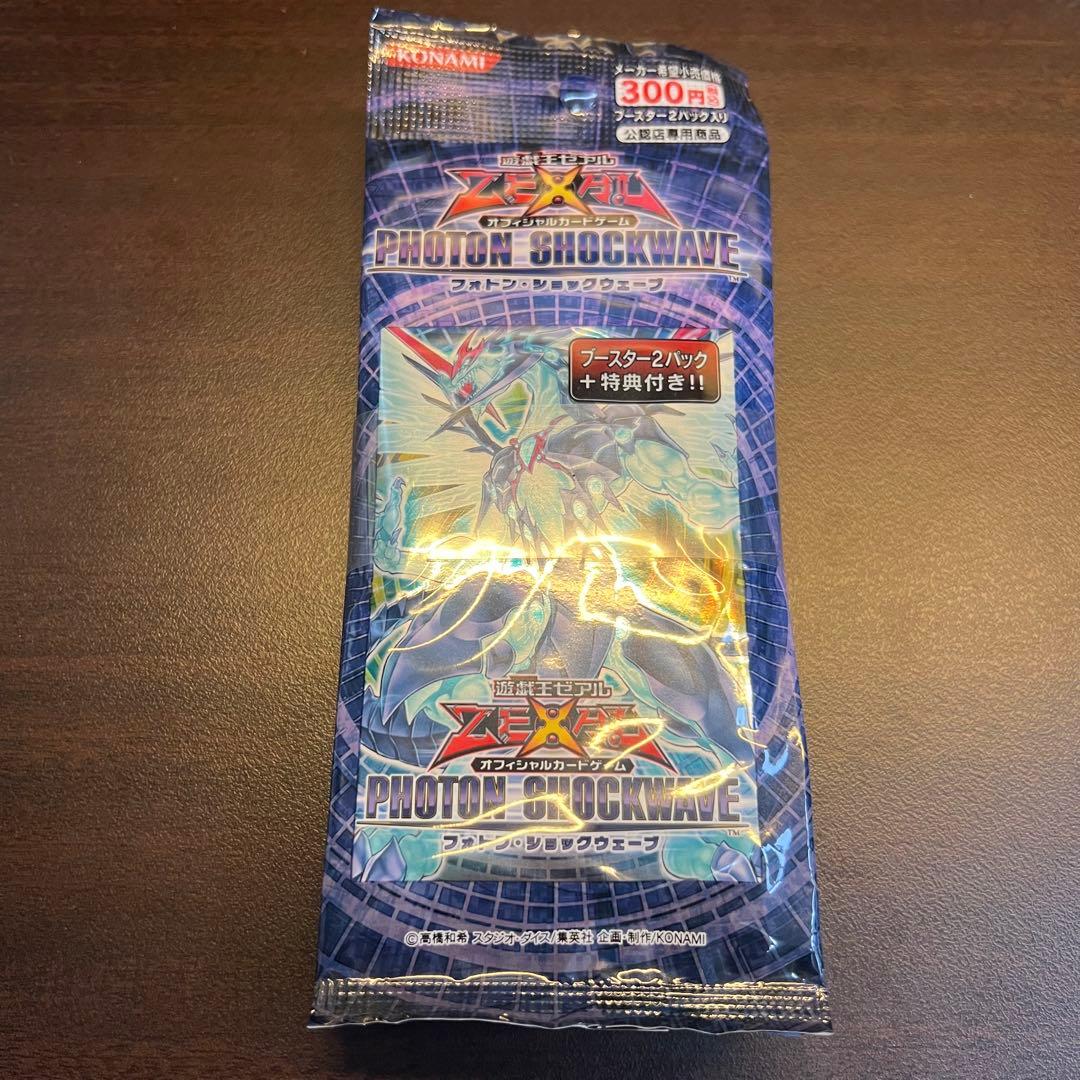 KONAMI
メーカー希望小売価格
300円税込
ブースター2パック入り
公認店専用商品
遊戯王ゼアル
ZEXAL
オフィシャルカードゲーム
PHOTON SHOCKWAVE™
フォトン・ショックウェーブ
ブースター2パック
+特典付き!!
遊戯王ゼアル
ZEXAL
オフィシャルカードゲーム
PHOTON SHOCKWAVE™
フォトン・ショックウェーブ
©高橋和希 スタジオ・ダイス/集英社 企画・制作/KONAMI